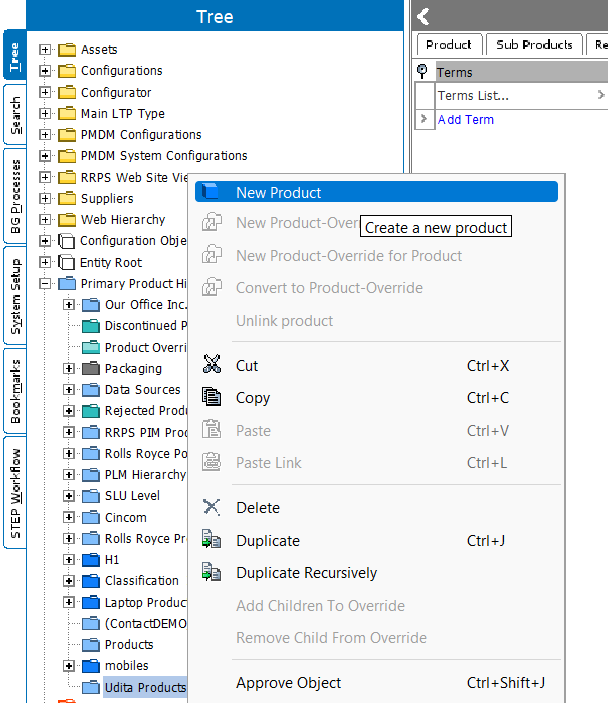 Tree
Product
Sub Products
Re
Terms
Terms List...
Add Term
Tree
Search
BG Processes
System Setup
Bookmarks
STEP Workflow
Assets
Configurations
Configurator
Main LTP Type
PMDM Configurations
PMDM System Configurations
RRPS Web Site Vie
Suppliers
Web Hierarchy
Configuration Obje
Entity Root
Primary Product Hi
Our Office Inc.
Discontinued P
Product Overri
Packaging
Data Sources
Rejected Produ
RRPS PIM Proc
Rolls Royce Po
PLM Hierarchy
SLU Level
Cincom
Rolls Royce Pr
H1
Classification
Laptop Produc
(ContactDEMO
Products
mobiles
Udita Products
New Product
New Product-Over
Create a new product
New Product-Override for Product
Convert to Product-Override
Unlink product
Cut Ctrl+X
Copy Ctrl+C
Paste Ctrl+V
Paste Link Ctrl+L
Delete
Duplicate Ctrl+J
Duplicate Recursively
Add Children To Override
Remove Child From Override
Approve Object Ctrl+Shift+J